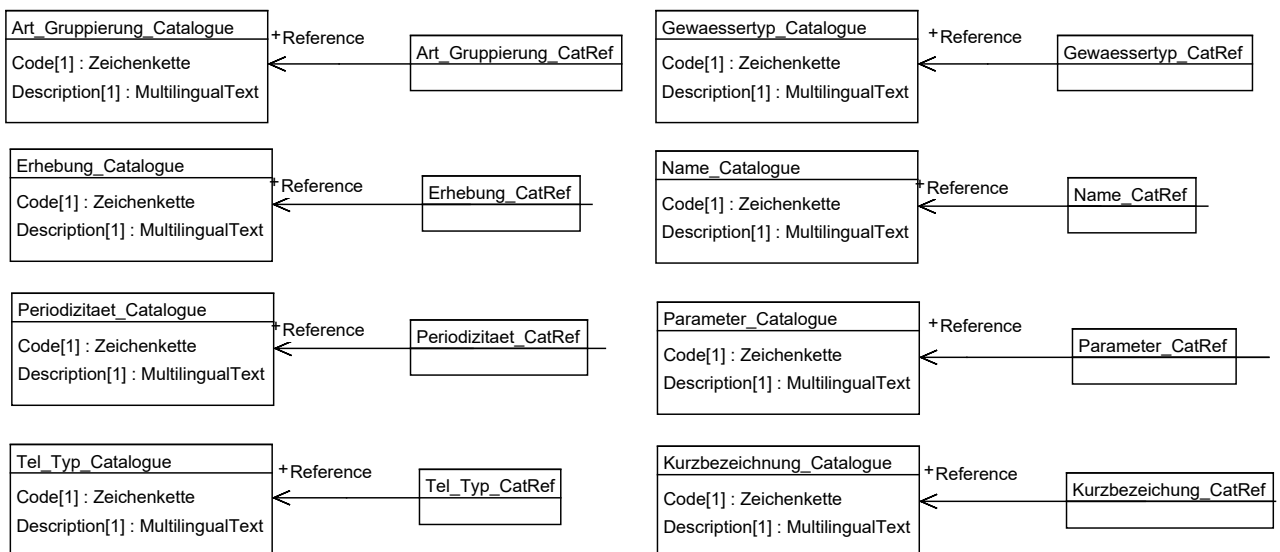 Art_Gruppierung_Catalogue
Code[1] : Zeichenkette
Description[1] : MultilingualText
+Reference
Art_Gruppierung_CatRef
Gewaessertyp_Catalogue
Code[1] : Zeichenkette
Description[1] : MultilingualText
+Reference
Gewaessertyp_CatRef
Erhebung_Catalogue
Code[1] : Zeichenkette
Description[1] : MultilingualText
+Reference
Erhebung_CatRef
Name_Catalogue
Code[1] : Zeichenkette
Description[1] : MultilingualText
+Reference
Name_CatRef
Periodizitaet_Catalogue
Code[1] : Zeichenkette
Description[1] : MultilingualText
+Reference
Periodizitaet_CatRef
Parameter_Catalogue
Code[1] : Zeichenkette
Description[1] : MultilingualText
+Reference
Parameter_CatRef
Tel_Typ_Catalogue
Code[1] : Zeichenkette
Description[1] : MultilingualText
+Reference
Tel_Typ_CatRef
Kurzbezeichnung_Catalogue
Code[1] : Zeichenkette
Description[1] : MultilingualText
+Reference
Kurzbezeichung_CatRef